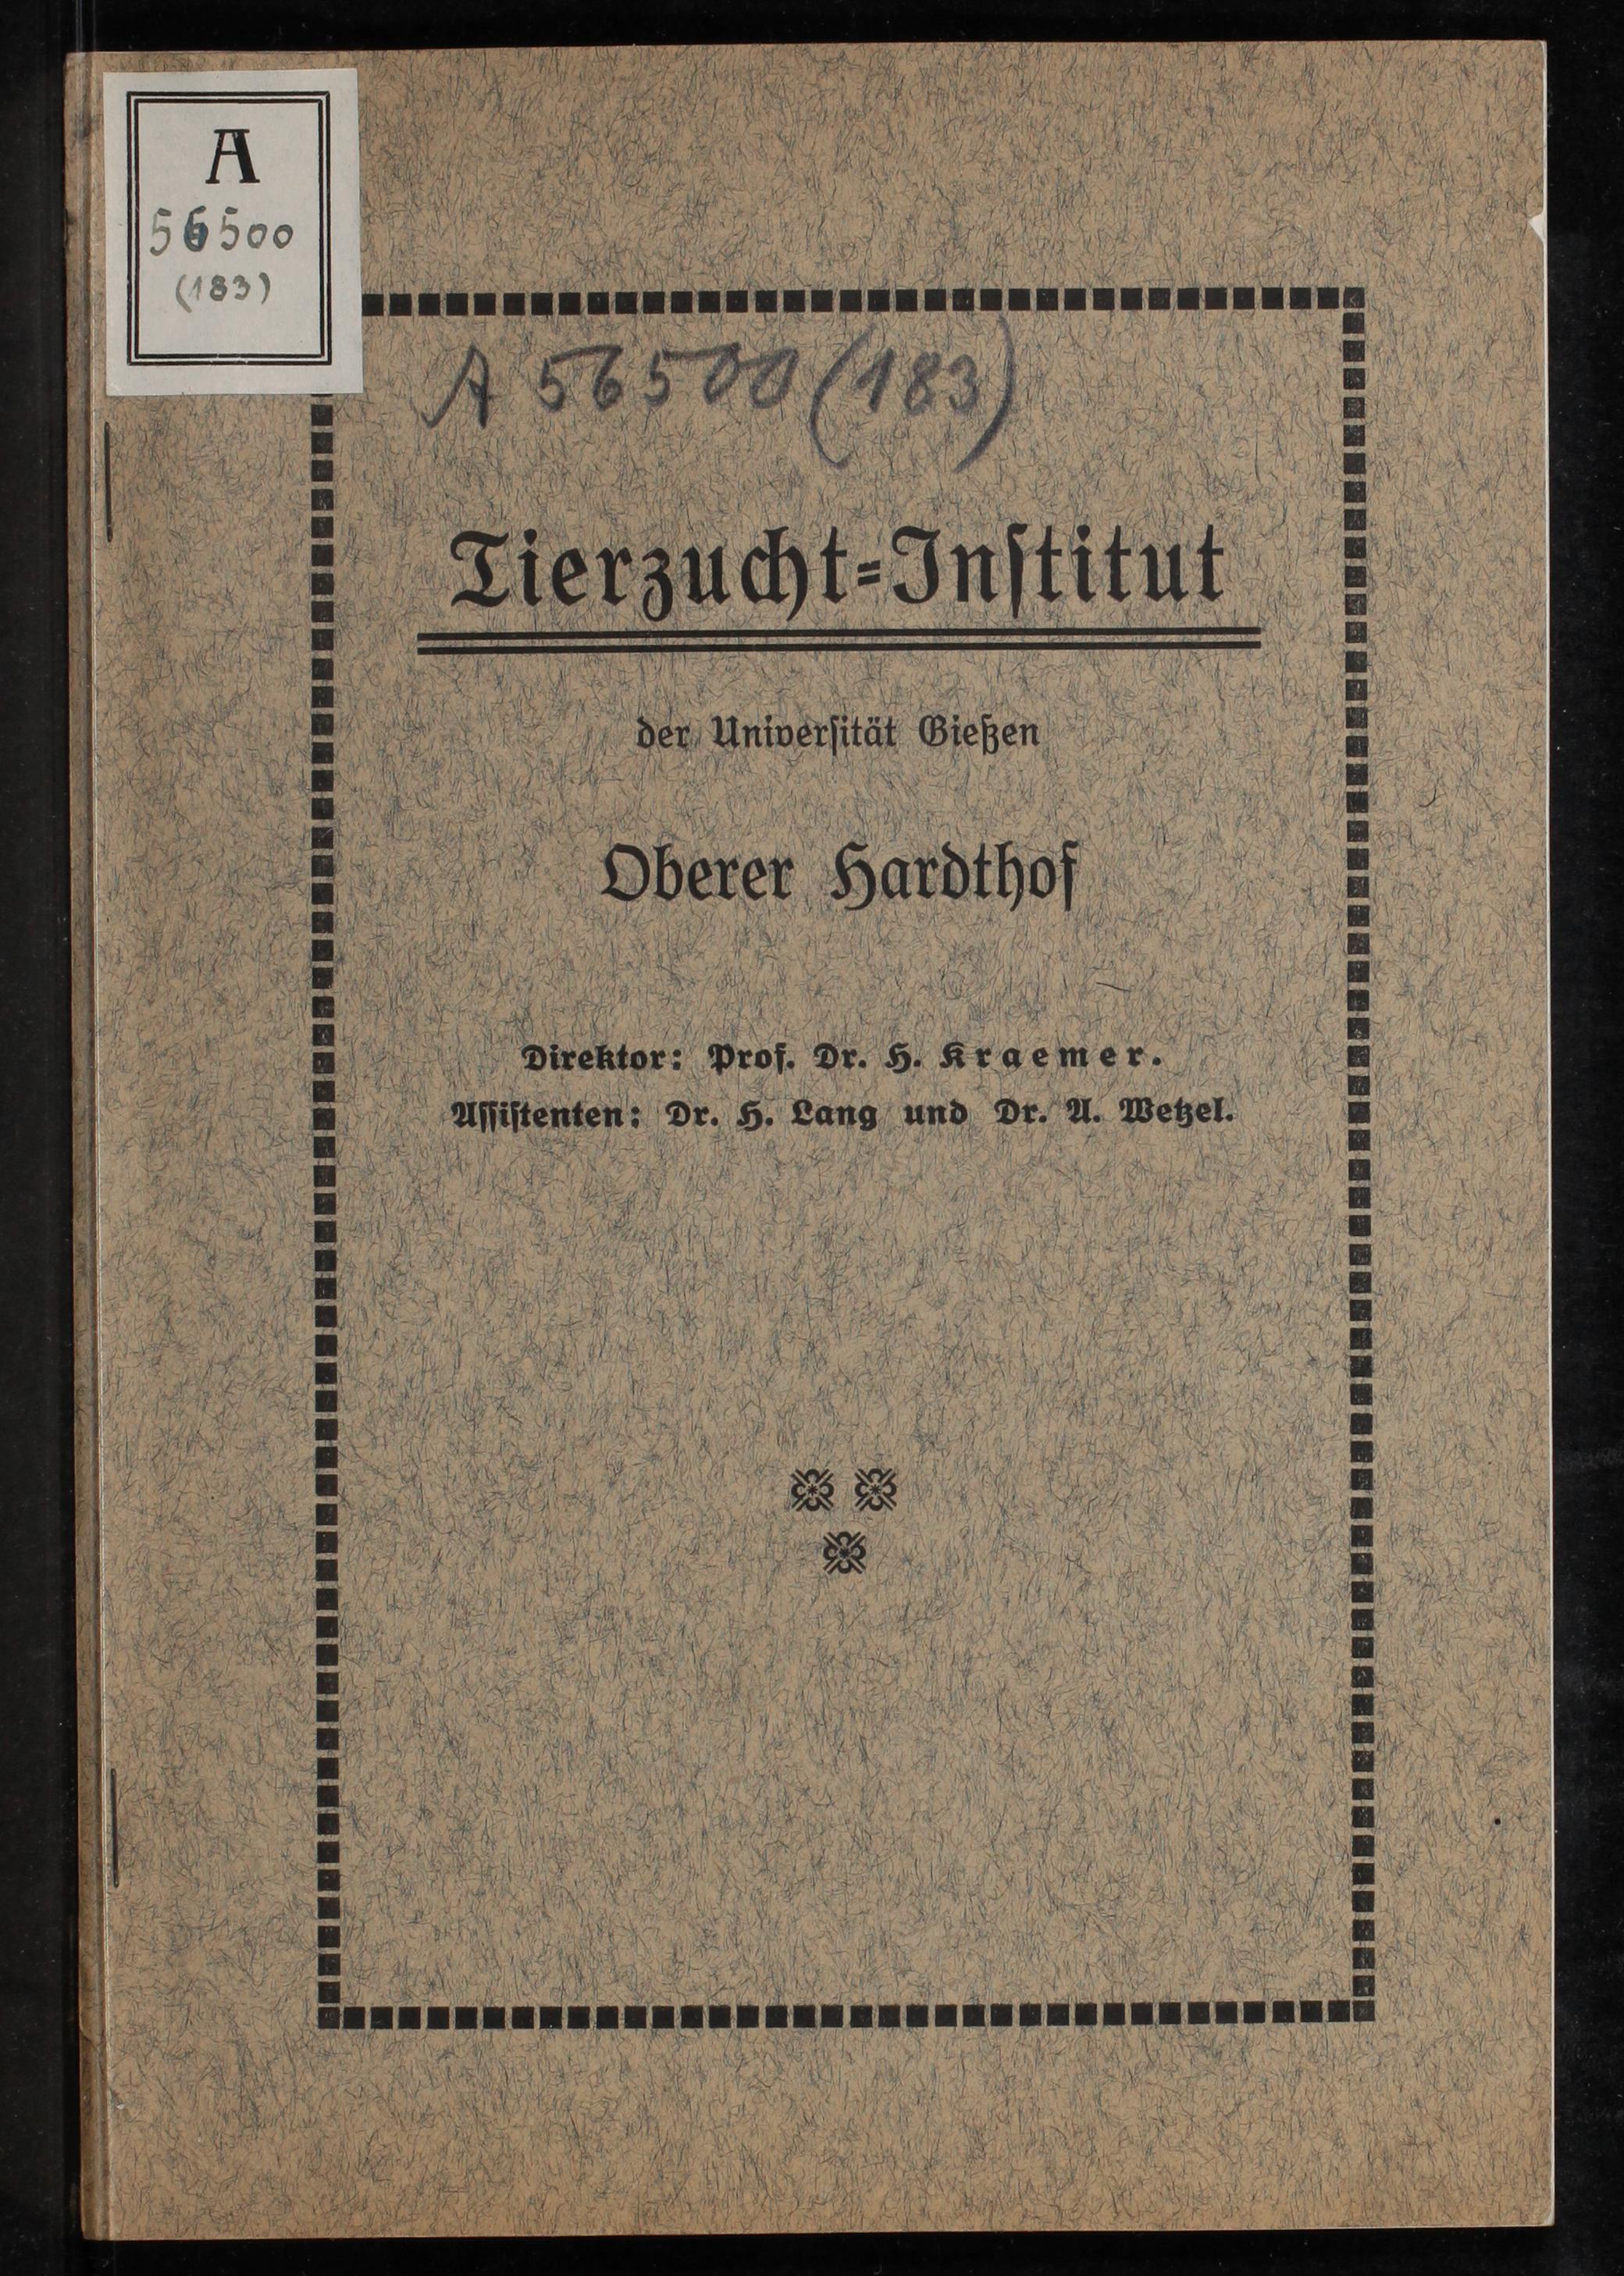 A
56500
(183)
A 56500 (183)
Tierzucht=Institut
der Universität Gießen
Oberer Hardthof
Direktor: Prof. Dr. H. Kraemer.
Assistenten: Dr. H. Lang und Dr. A. Wetzel.